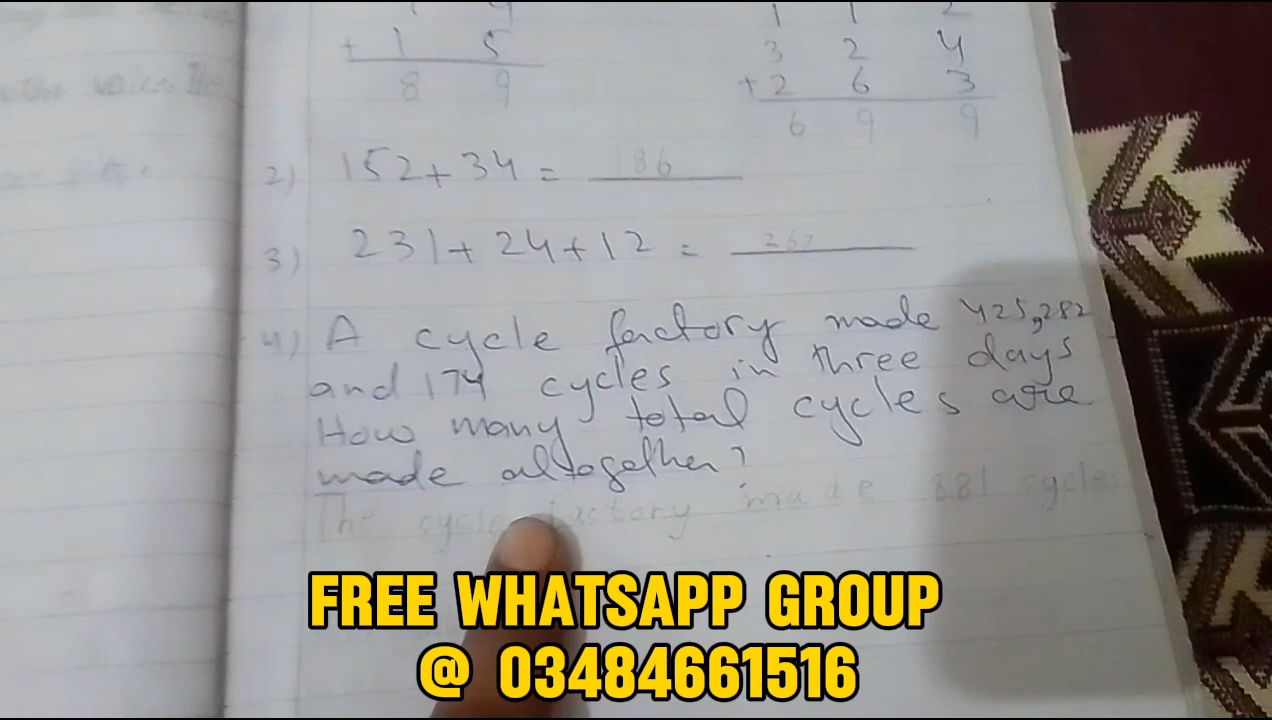 + 1 5
8 9
1 1 2
3 2 4
+ 2 6 3
6 9 9
2) 152 + 34 = 186
3) 231 + 24 + 12 = 267
4) A cycle factory made 425,282
and 174 cycles in three days
How many total cycles are
made altogether?
The cycle factory made 881 cycle
FREE WHATSAPP GROUP
@ 03484661516